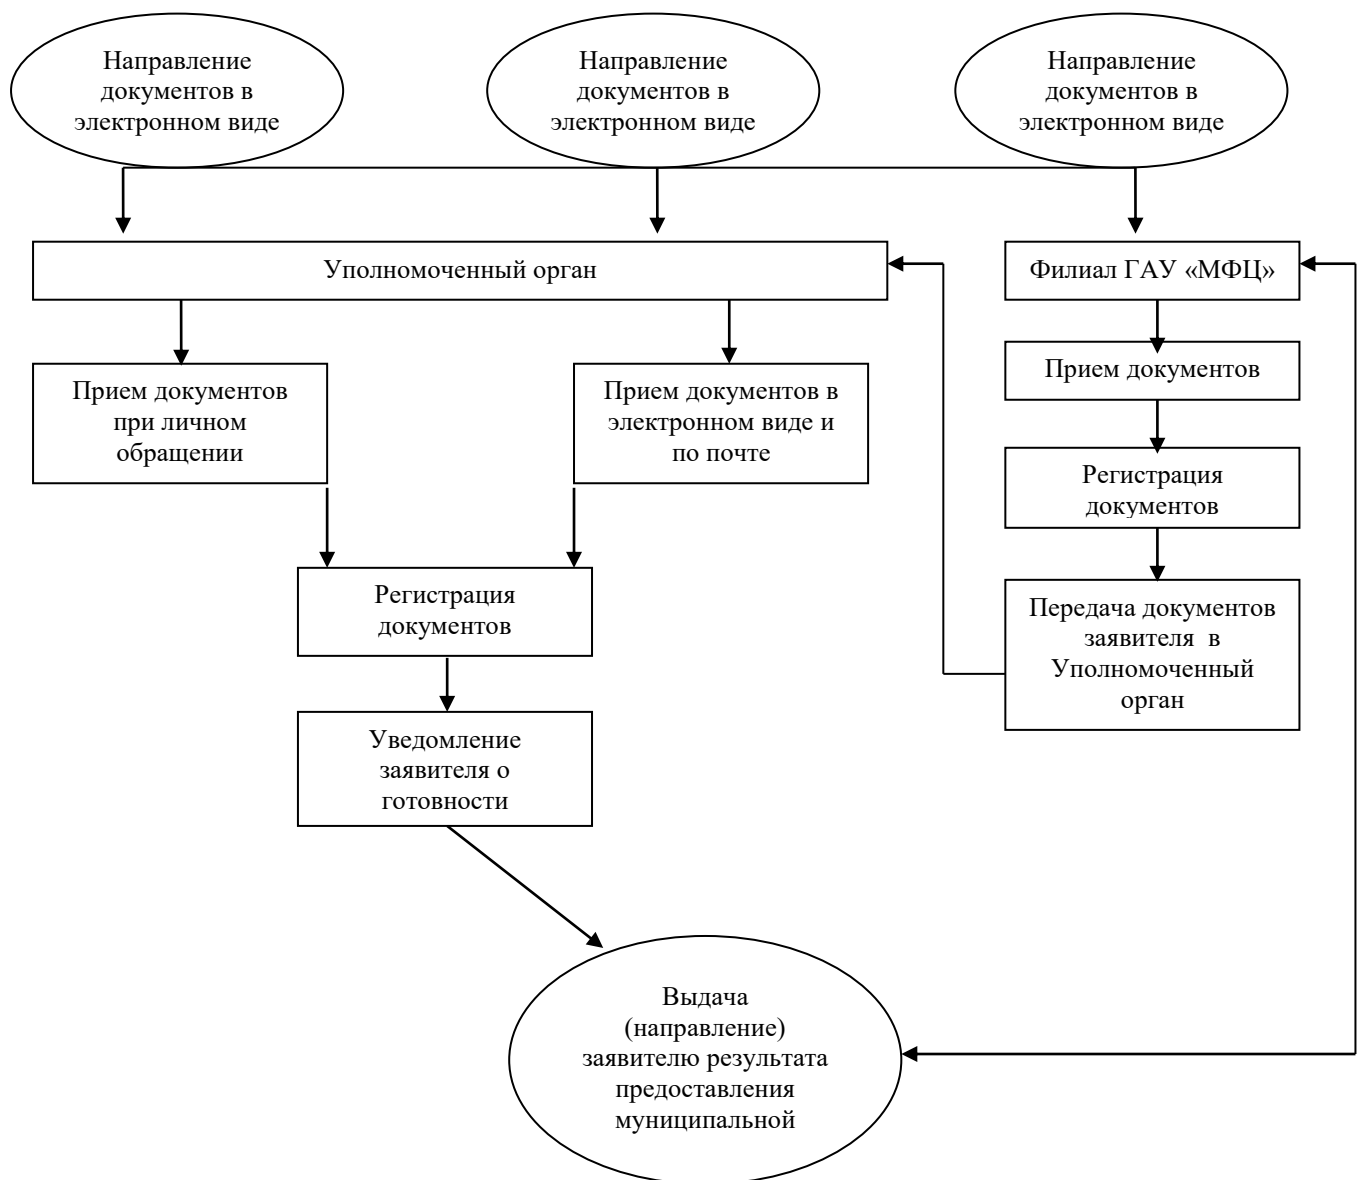 Направление
документов в
электронном виде
Направление
документов в
электронном виде
Направление
документов в
электронном виде
Уполномоченный орган
Филиал ГАУ «МФЦ»
Прием документов
при личном
обращении
Прием документов в
электронном виде и
по почте
Прием документов
Регистрация
документов
Регистрация
документов
Передача документов
заявителя в
Уполномоченный
орган
Уведомление
заявителя о
готовности
Выдача
(направление)
заявителю результата
предоставления
муниципальной